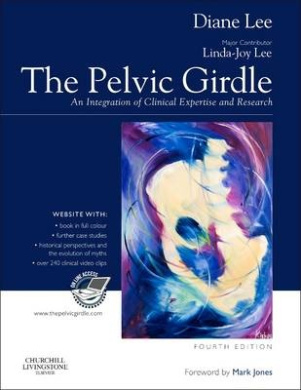 Diane Lee
Major Contributor
Linda-Joy Lee
The Pelvic Girdle
An Integration of Clinical Expertise and Research
WEBSITE WITH:
• book in full colour
• further case studies
• historical perspectives and
the evolution of myths
• over 240 clinical video clips
ONLINE ACCESS
www.thepelvicgirdle.com
FOURTH EDITION
CHURCHILL
LIVINGSTONE
ELSEVIER
Foreword by Mark Jones